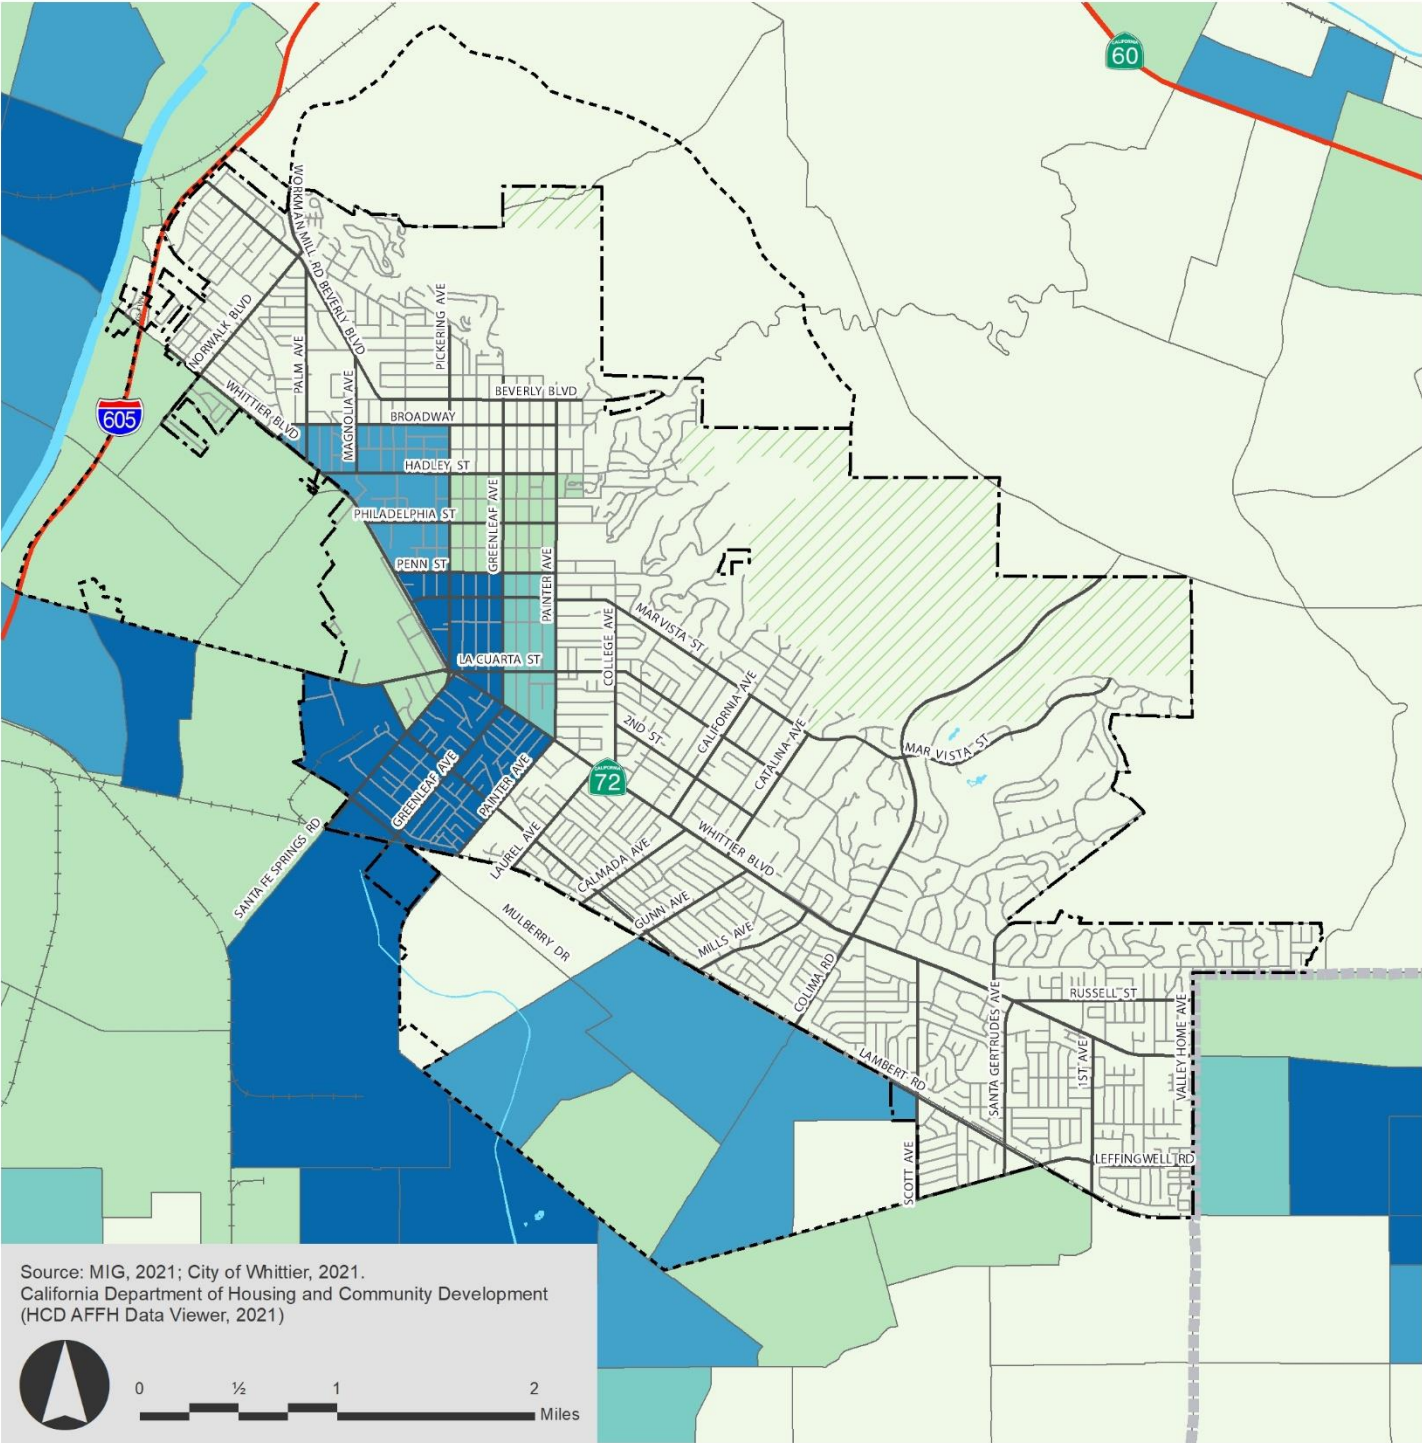 CALIFORNIA
60
WORKMAN MILL RD
BEVERLY BLVD
PICKERING AVE
NORWALK BLVD
PALM AVE
MAGNOLIA AVE
WHITTIER BLVD
BEVERLY BLVD
BROADWAY
605
HADLEY ST
GREENLEAF AVE
PHILADELPHIA ST
PENN ST
PAINTER AVE
MAR VISTA ST
COLLEGE AVE
LA CUARTA ST
CALIFORNIA AVE
2ND ST
CATALINA AVE
MAR VISTA ST
CALIFORNIA
72
GREENLEAF AVE
PAINTER AVE
SANTA FE SPRINGS RD
LAUREL AVE
WHITTIER BLVD
CALMADA AVE
GUNN AVE
MILLS AVE
MULBERRY DR
COLIMA RD
RUSSELL ST
SANTA GERTRUDES AVE
VALLEY HOME AVE
1ST AVE
LAMBERT RD
SCOTT AVE
LEFFINGWELL RD
Source: MIG, 2021; City of Whittier, 2021.
California Department of Housing and Community Development
(HCD AFFH Data Viewer, 2021)
0 ½ 1 2
Miles